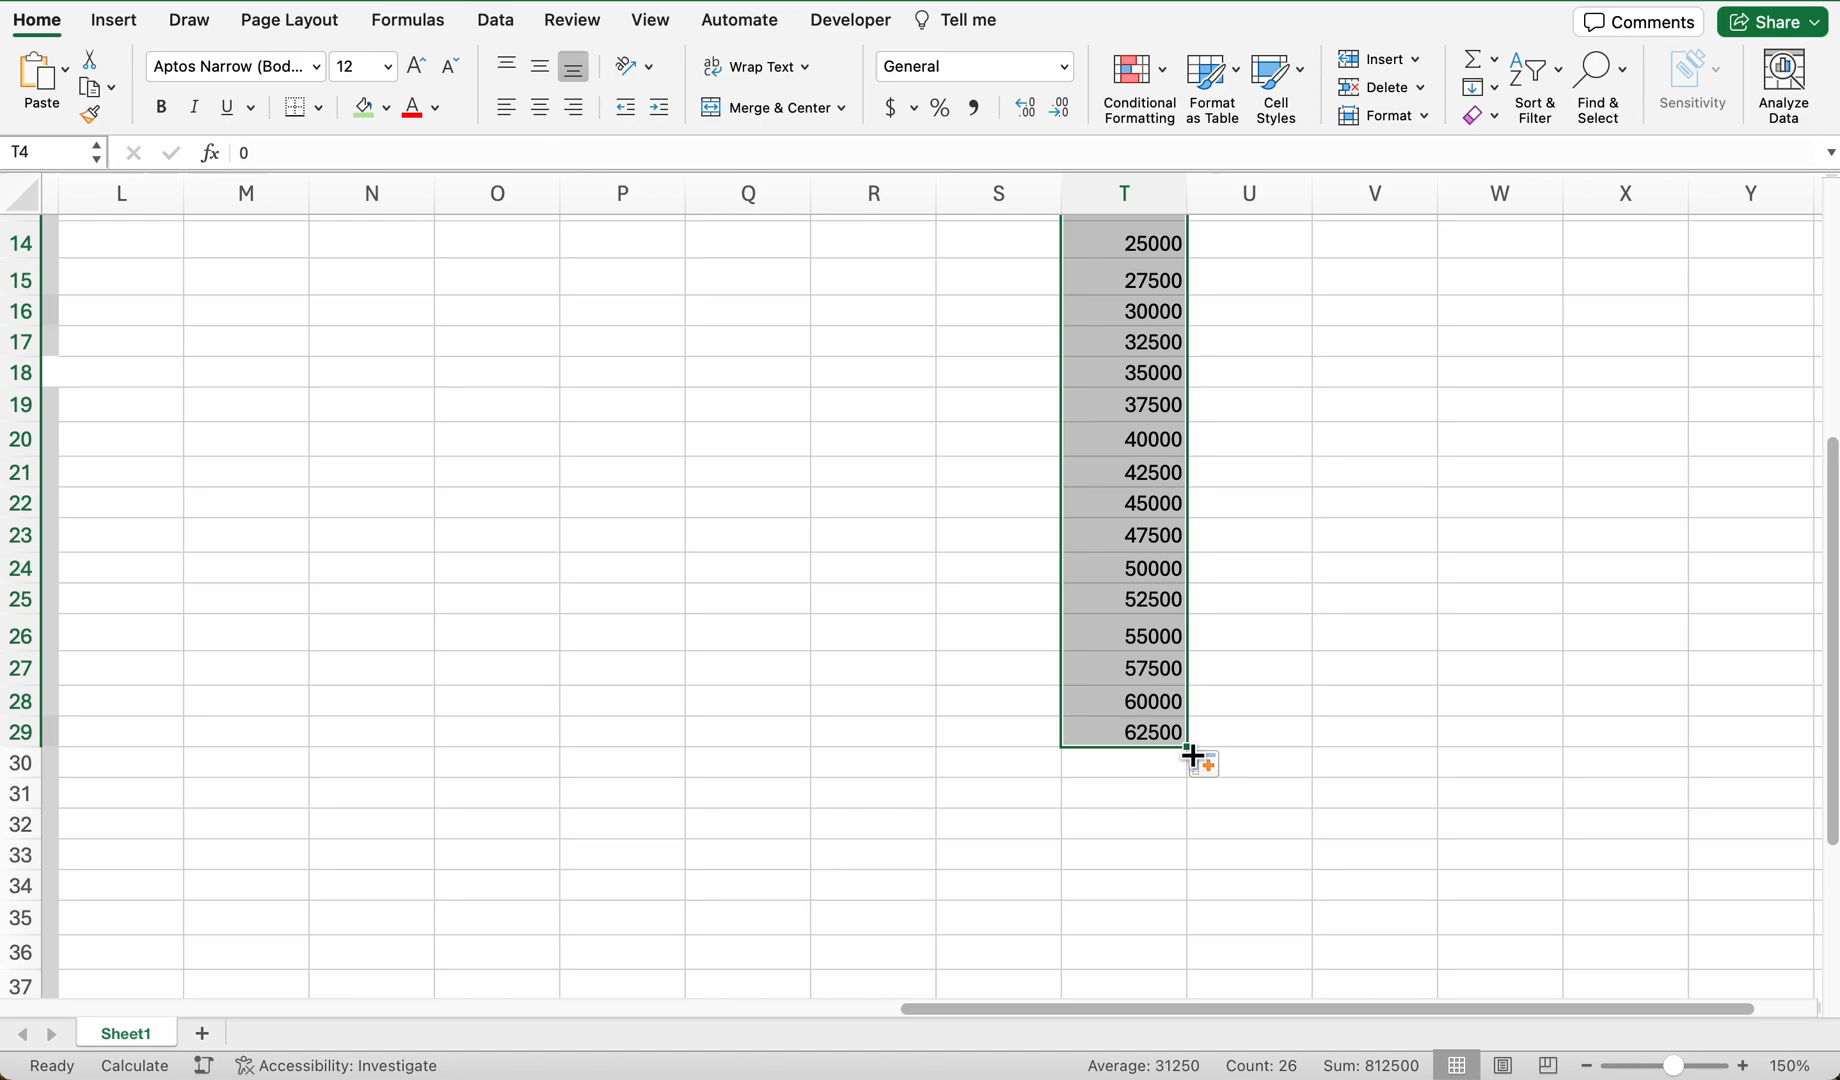 Home Insert Draw Page Layout Formulas Data Review View Automate Developer Tell me Comments Share
Paste
Aptos Narrow (Bod... 12
B I U
A
Wrap Text
Merge & Center
General
$ % ,
Conditional
Formatting
Format
as Table
Cell
Styles
Insert
Delete
Format
Sort &
Filter
Find &
Select
Sensitivity
Analyze
Data
T4 fx 0
L M N O P Q R S T U V W X Y
14 25000
15 27500
16 30000
17 32500
18 35000
19 37500
20 40000
21 42500
22 45000
23 47500
24 50000
25 52500
26 55000
27 57500
28 60000
29 62500
30
31
32
33
34
35
36
37
Sheet1 +
Ready Calculate Accessibility: Investigate Average: 31250 Count: 26 Sum: 812500 150%